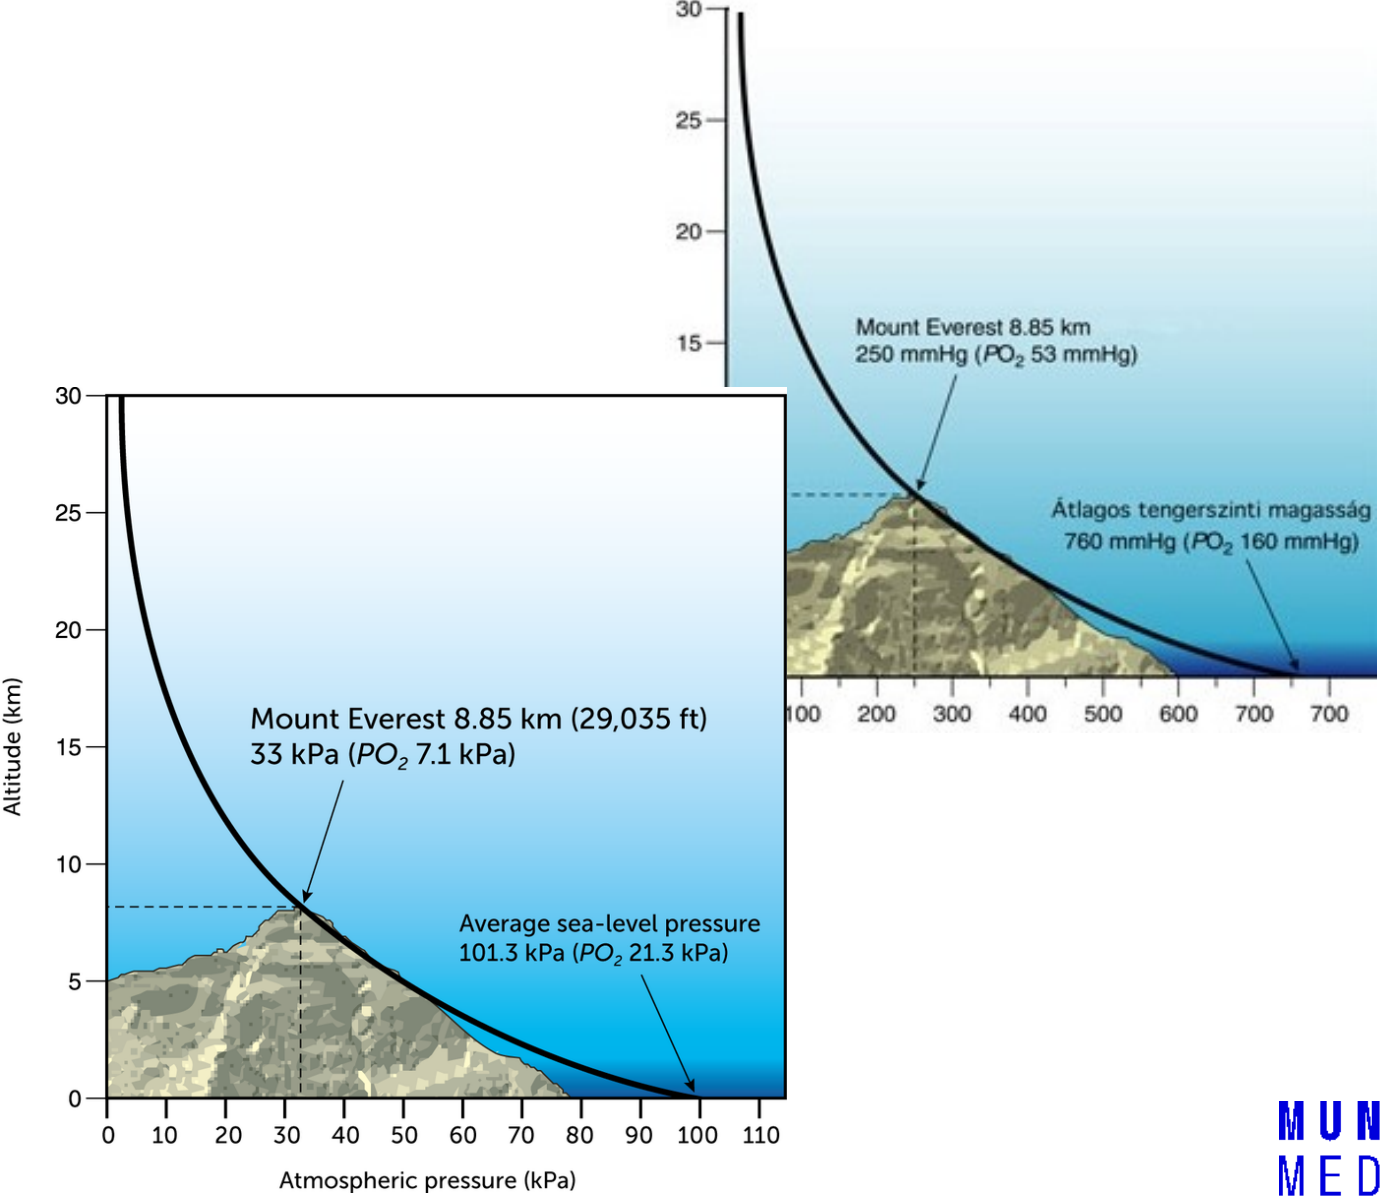 30
25
20
15
Mount Everest 8.85 km
250 mmHg (PO₂ 53 mmHg)
Átlagos tengerszinti magasság
760 mmHg (PO₂ 160 mmHg)
100 200 300 400 500 600 700 700
30
25
20
15
10
5
0
Altitude (km)
Mount Everest 8.85 km (29,035 ft)
33 kPa (PO₂ 7.1 kPa)
Average sea-level pressure
101.3 kPa (PO₂ 21.3 kPa)
0 10 20 30 40 50 60 70 80 90 100 110
Atmospheric pressure (kPa)
MUN
MED